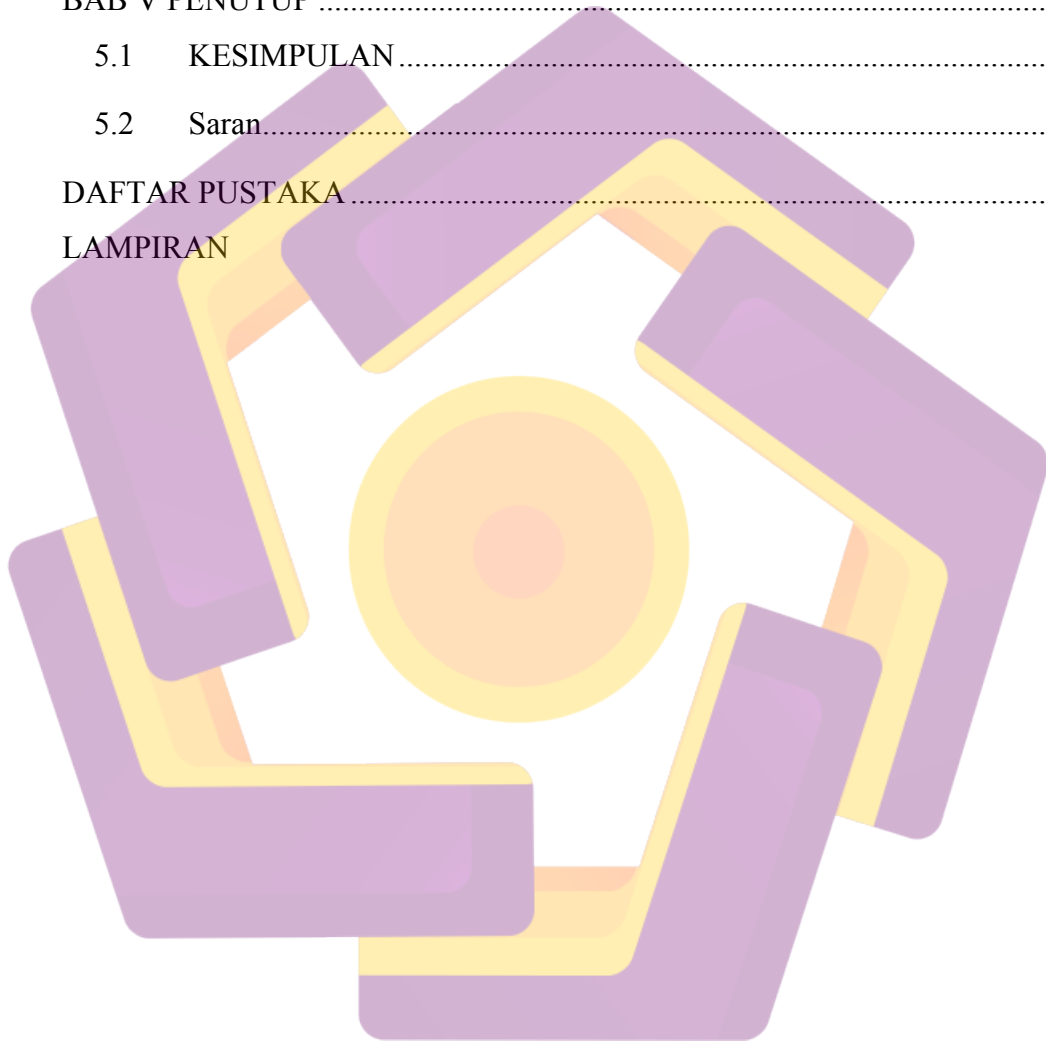 BAB V PENUTUP ........................................................................................................
5.1 KESIMPULAN ..................................................................................................
5.2 Saran....................................................................................................................
DAFTAR PUSTAKA ....................................................................................................
LAMPIRAN